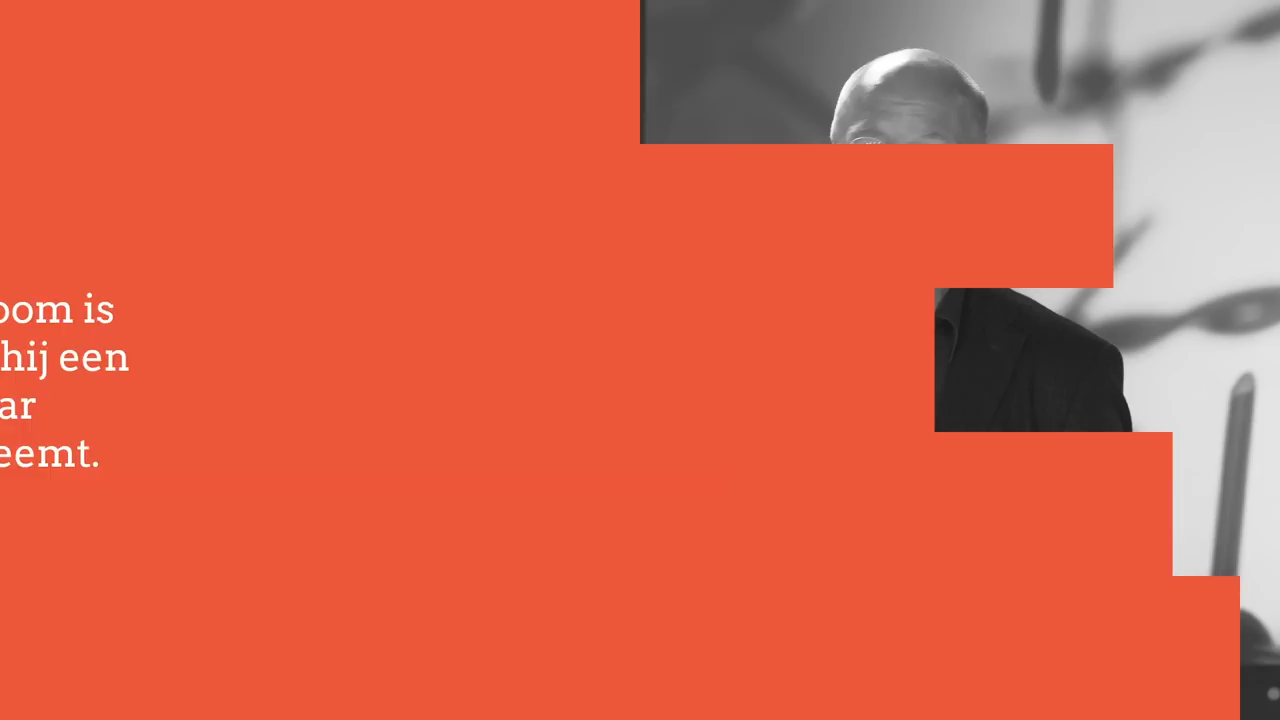 oom is
hij een
ar
eemt.